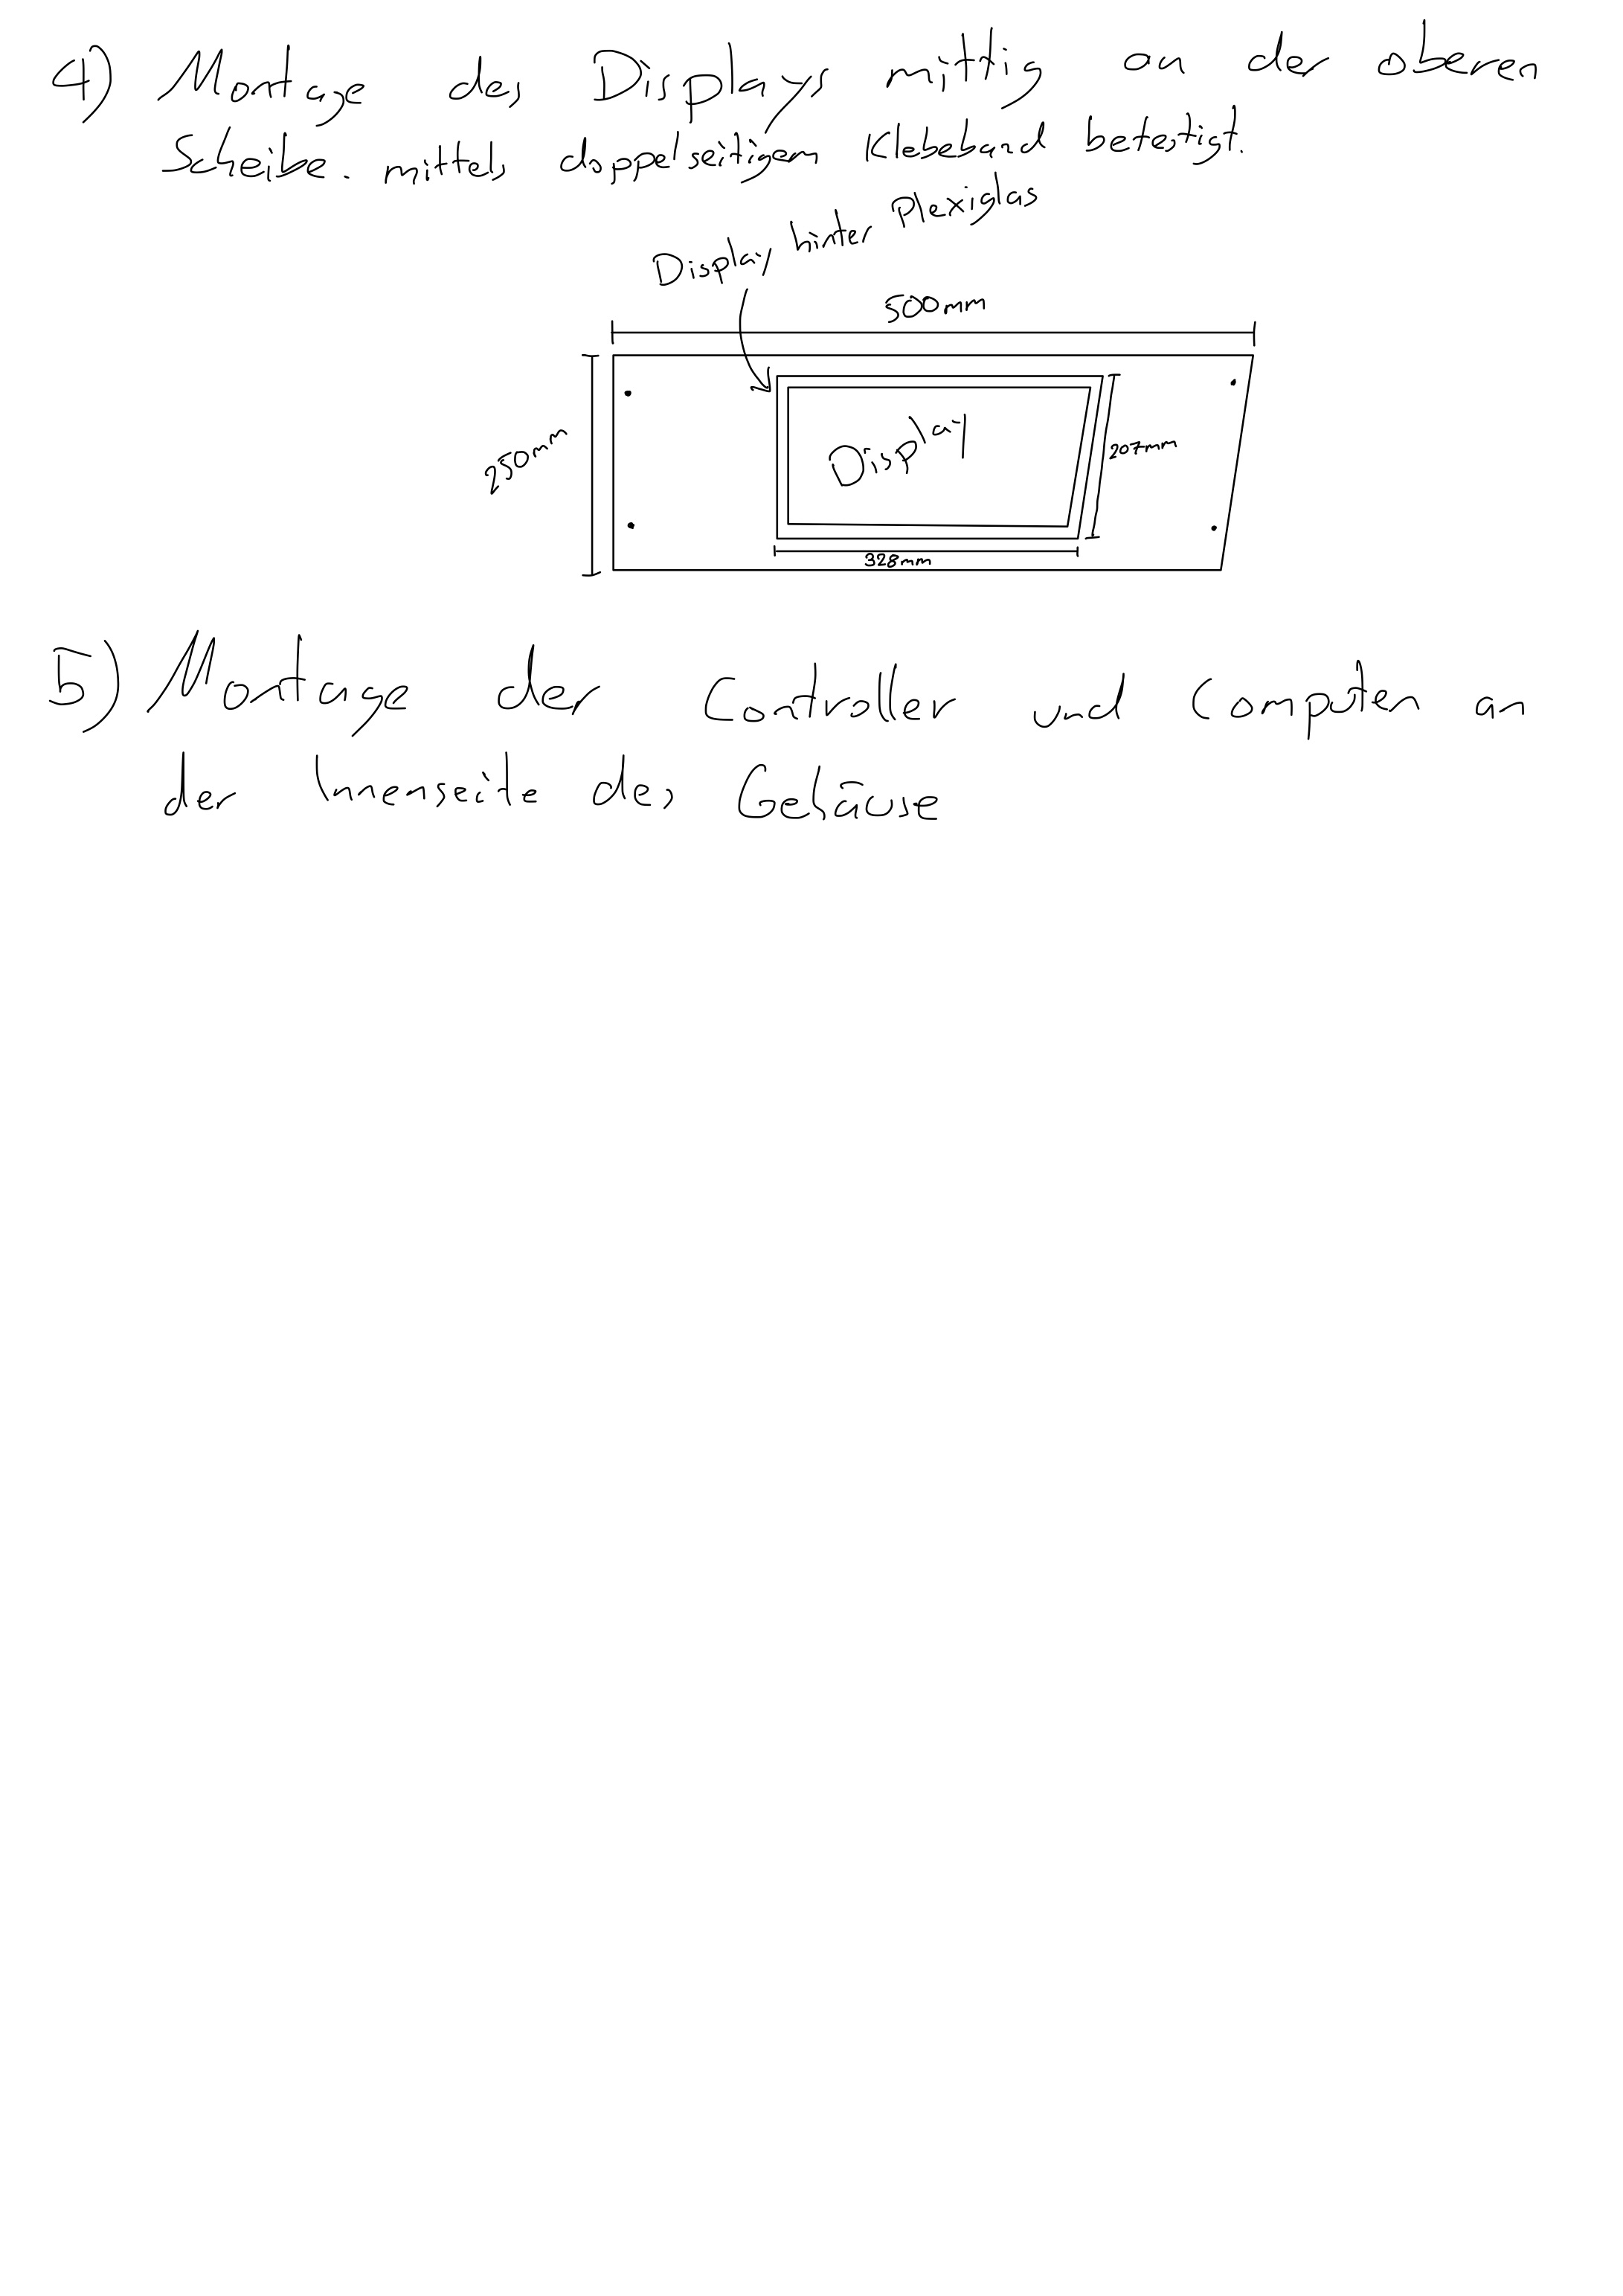 4) Montage des Displays mittig an der oberen
Scheibe. mittels doppelseitigem Klebeband befestigt.
Display hinter Plexiglas
500mm
250mm
Display
207mm
328mm
5) Montage der Controller und Computer an
der Innenseite des Gehäuse